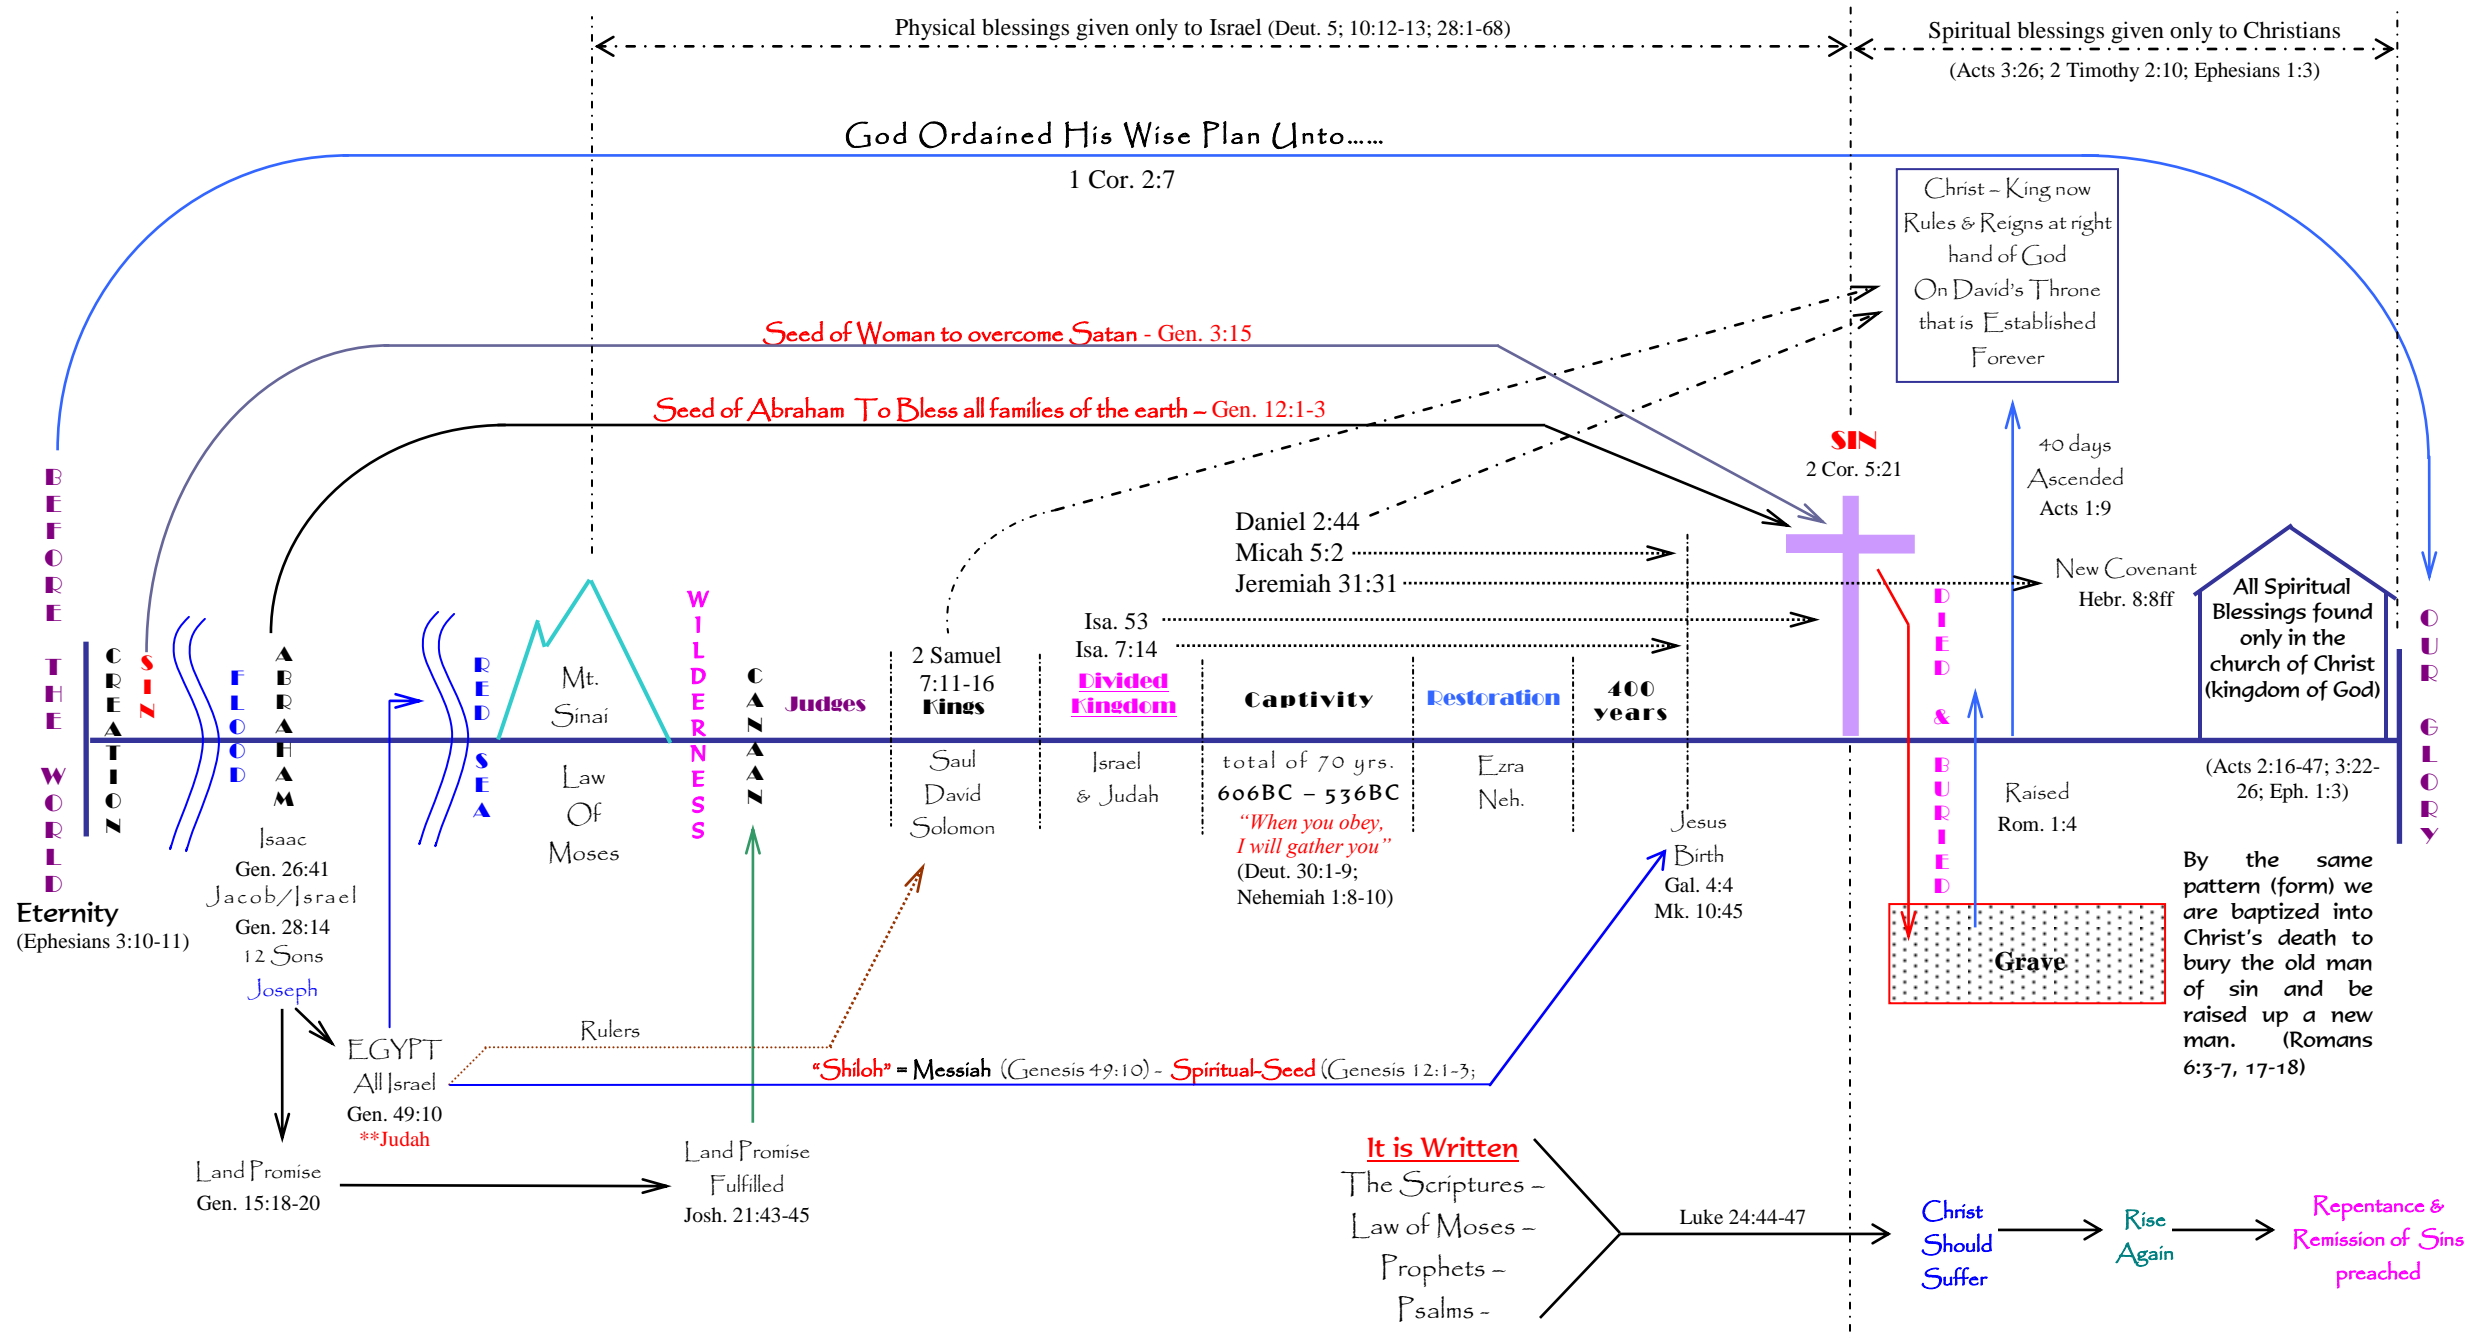 Physical blessings given only to Israel (Deut. 5; 10:12-13; 28:1-68)
Spiritual blessings given only to Christians
(Acts 3:26; 2 Timothy 2:10; Ephesians 1:3)
God Ordained His Wise Plan Unto......
1 Cor. 2:7
Christ – King now
Rules & Reigns at right
hand of God
On David's Throne
that is Established
Forever
Seed of Woman to overcome Satan - Gen. 3:15
Seed of Abraham To Bless all families of the earth – Gen. 12:1-3
SIN
2 Cor. 5:21
40 days
Ascended
Acts 1:9
Daniel 2:44
Micah 5:2
Jeremiah 31:31
New Covenant
Hebr. 8:8ff
Isa. 53
Isa. 7:14
BEFORE THE WORLD
Eternity
(Ephesians 3:10-11)
CREATION
SIN
FLOOD
ABRAHAM
Isaac
Gen. 26:41
Jacob/Israel
Gen. 28:14
12 Sons
Joseph
EGYPT
All Israel
Gen. 49:10
**Judah
Land Promise
Gen. 15:18-20
RED SEA
Mt.
Sinai
Law
Of
Moses
WILDERNESS
CANAAN
Land Promise
Fulfilled
Josh. 21:43-45
Judges
2 Samuel
7:11-16
Kings
Saul
David
Solomon
Divided
Kingdom
Israel
& Judah
Captivity
total of 70 yrs.
606BC – 536BC
“When you obey,
I will gather you”
(Deut. 30:1-9;
Nehemiah 1:8-10)
Restoration
Ezra
Neh.
400
years
Jesus
Birth
Gal. 4:4
Mk. 10:45
DIED & BURIED
Raised
Rom. 1:4
Grave
All Spiritual
Blessings found
only in the
church of Christ
(kingdom of God)
(Acts 2:16-47; 3:22-
26; Eph. 1:3)
By the same
pattern (form) we
are baptized into
Christ's death to
bury the old man
of sin and be
raised up a new
man. (Romans
6:3-7, 17-18)
OUR GLORY
Rulers
“Shiloh” = Messiah (Genesis 49:10) - Spiritual-Seed (Genesis 12:1-3;
It is Written
The Scriptures –
Law of Moses –
Prophets –
Psalms -
Luke 24:44-47
Christ
Should
Suffer
Rise
Again
Repentance &
Remission of Sins
preached